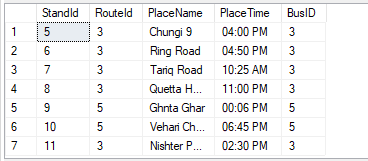 StandId RouteId PlaceName PlaceTime BusID
1 5 3 Chungi 9 04:00 PM 3
2 6 3 Ring Road 04:50 PM 3
3 7 3 Tariq Road 10:25 AM 3
4 8 3 Quetta H... 11:00 PM 3
5 9 5 Ghnta Ghar 00:06 PM 5
6 10 5 Vehari Ch... 06:45 PM 5
7 11 3 Nishter P... 02:30 PM 3